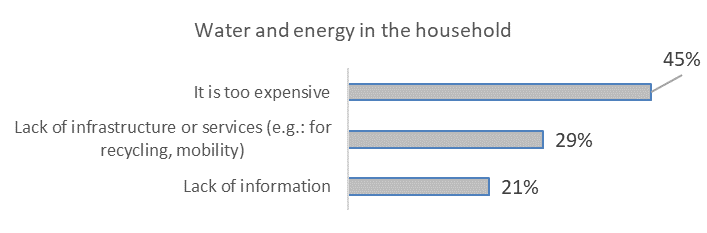 Water and energy in the household
45%
It is too expensive
Lack of infrastructure or services (e.g.: for
recycling, mobility)
29%
Lack of information
21%